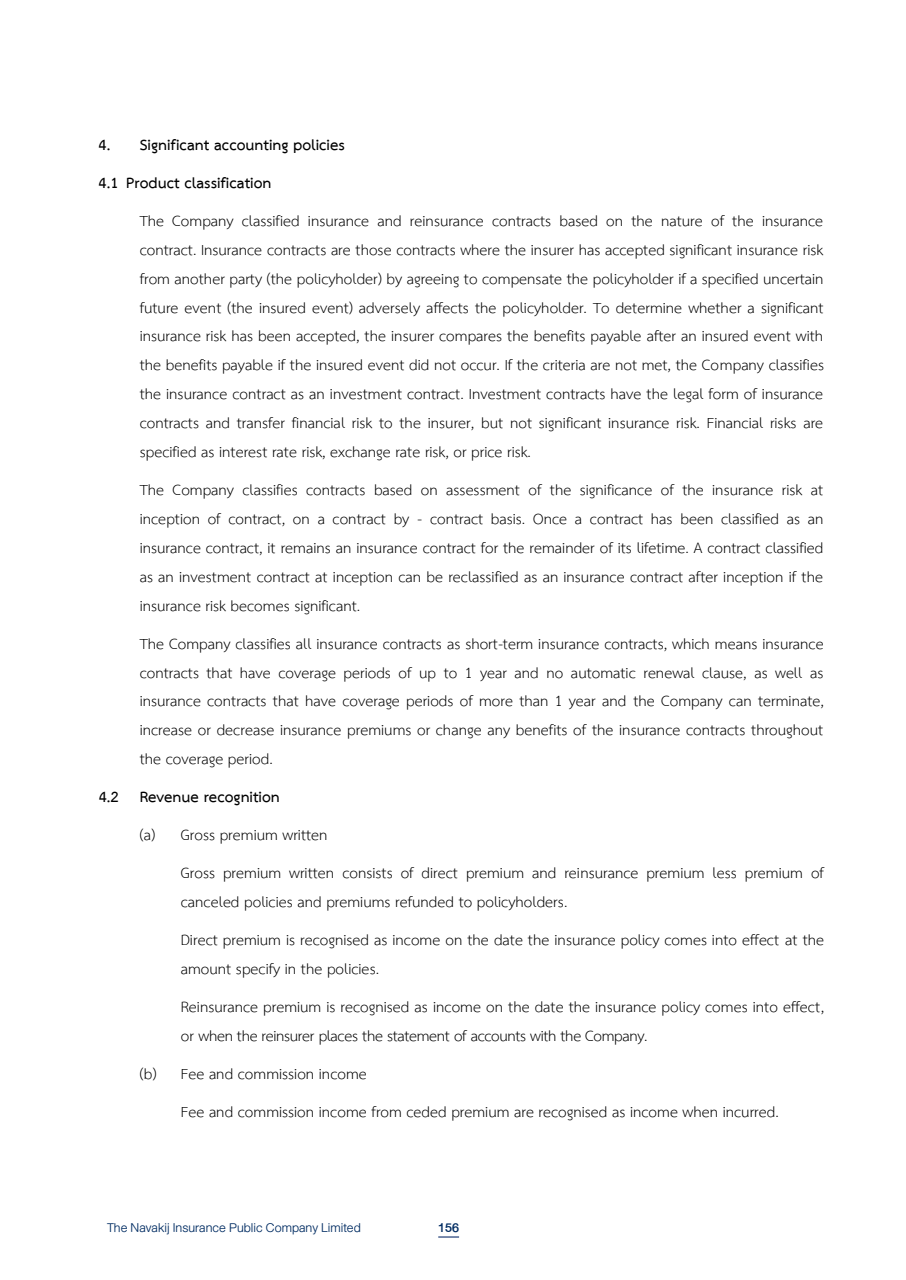 4. Significant accounting policies
4.1 Product classification
The Company classified insurance and reinsurance contracts based on the nature of the insurance
contract. Insurance contracts are those contracts where the insurer has accepted significant insurance risk
from another party (the policyholder) by agreeing to compensate the policyholder if a specified uncertain
future event (the insured event) adversely affects the policyholder. To determine whether a significant
insurance risk has been accepted, the insurer compares the benefits payable after an insured event with
the benefits payable if the insured event did not occur. If the criteria are not met, the Company classifies
the insurance contract as an investment contract. Investment contracts have the legal form of insurance
contracts and transfer financial risk to the insurer, but not significant insurance risk. Financial risks are
specified as interest rate risk, exchange rate risk, or price risk.
The Company classifies contracts based on assessment of the significance of the insurance risk at
inception of contract, on a contract by - contract basis. Once a contract has been classified as an
insurance contract, it remains an insurance contract for the remainder of its lifetime. A contract classified
as an investment contract at inception can be reclassified as an insurance contract after inception if the
insurance risk becomes significant.
The Company classifies all insurance contracts as short-term insurance contracts, which means insurance
contracts that have coverage periods of up to 1 year and no automatic renewal clause, as well as
insurance contracts that have coverage periods of more than 1 year and the Company can terminate,
increase or decrease insurance premiums or change any benefits of the insurance contracts throughout
the coverage period.
4.2 Revenue recognition
(a) Gross premium written
Gross premium written consists of direct premium and reinsurance premium less premium of
canceled policies and premiums refunded to policyholders.
Direct premium is recognised as income on the date the insurance policy comes into effect at the
amount specify in the policies.
Reinsurance premium is recognised as income on the date the insurance policy comes into effect,
or when the reinsurer places the statement of accounts with the Company.
(b) Fee and commission income
Fee and commission income from ceded premium are recognised as income when incurred.
The Navakij Insurance Public Company Limited 156